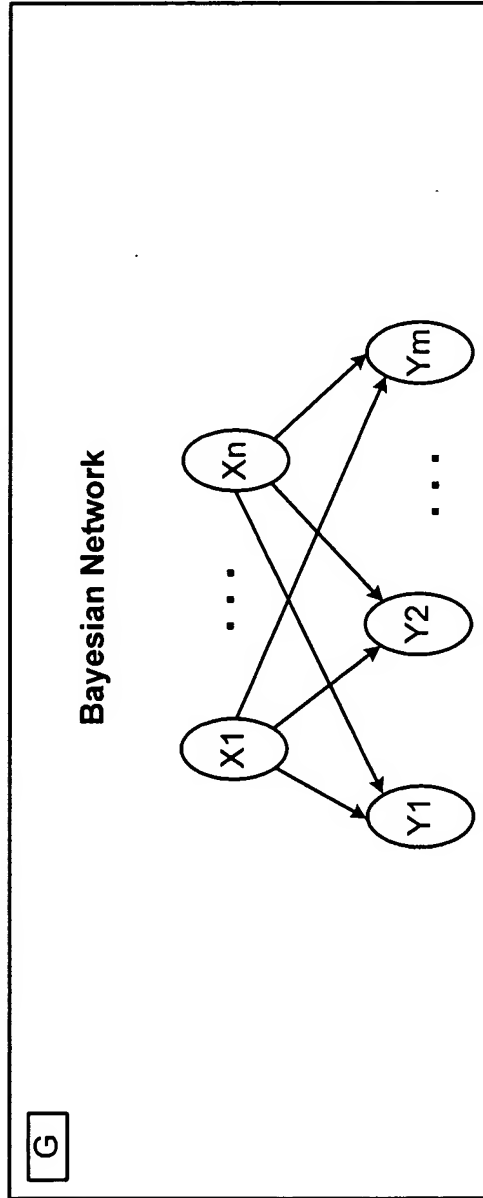 G
Bayesian Network
X1 . . . Xn
Y1 Y2 . . . Ym